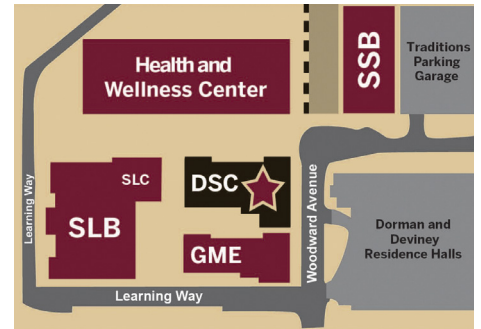 Health and
Wellness Center
SSB
Traditions
Parking
Garage
Learning Way
SLC
SLB
DSC
GME
Woodward Avenue
Dorman and
Deviney
Residence Halls
Learning Way